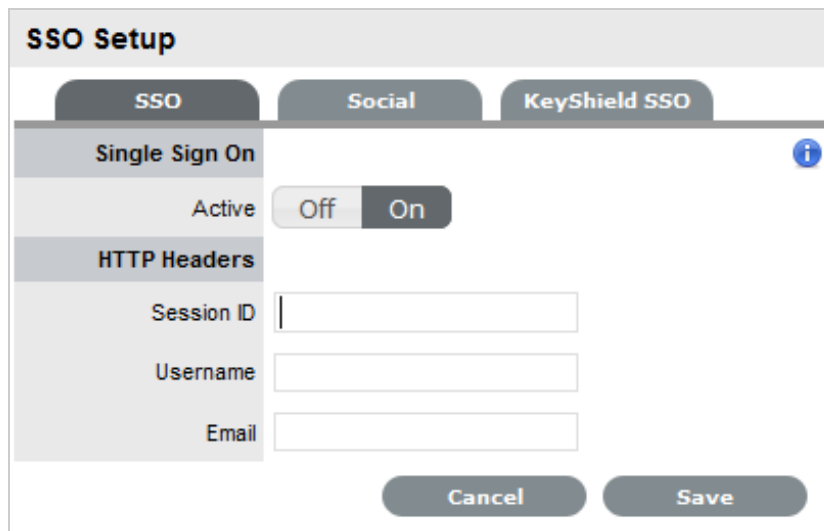 SSO Setup
SSO Social KeyShield SSO
Single Sign On i
Active Off On
HTTP Headers
Session ID
Username
Email
Cancel Save